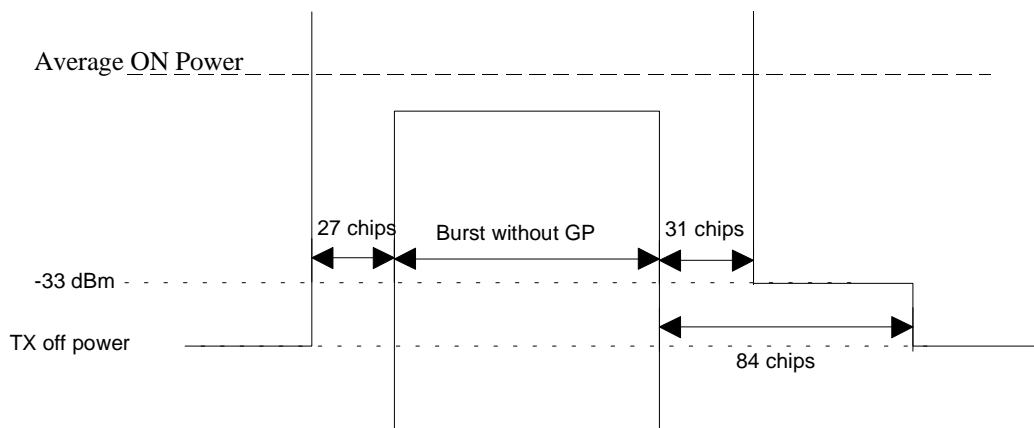 Average ON Power
27 chips
Burst without GP
31 chips
-33 dBm
TX off power
84 chips